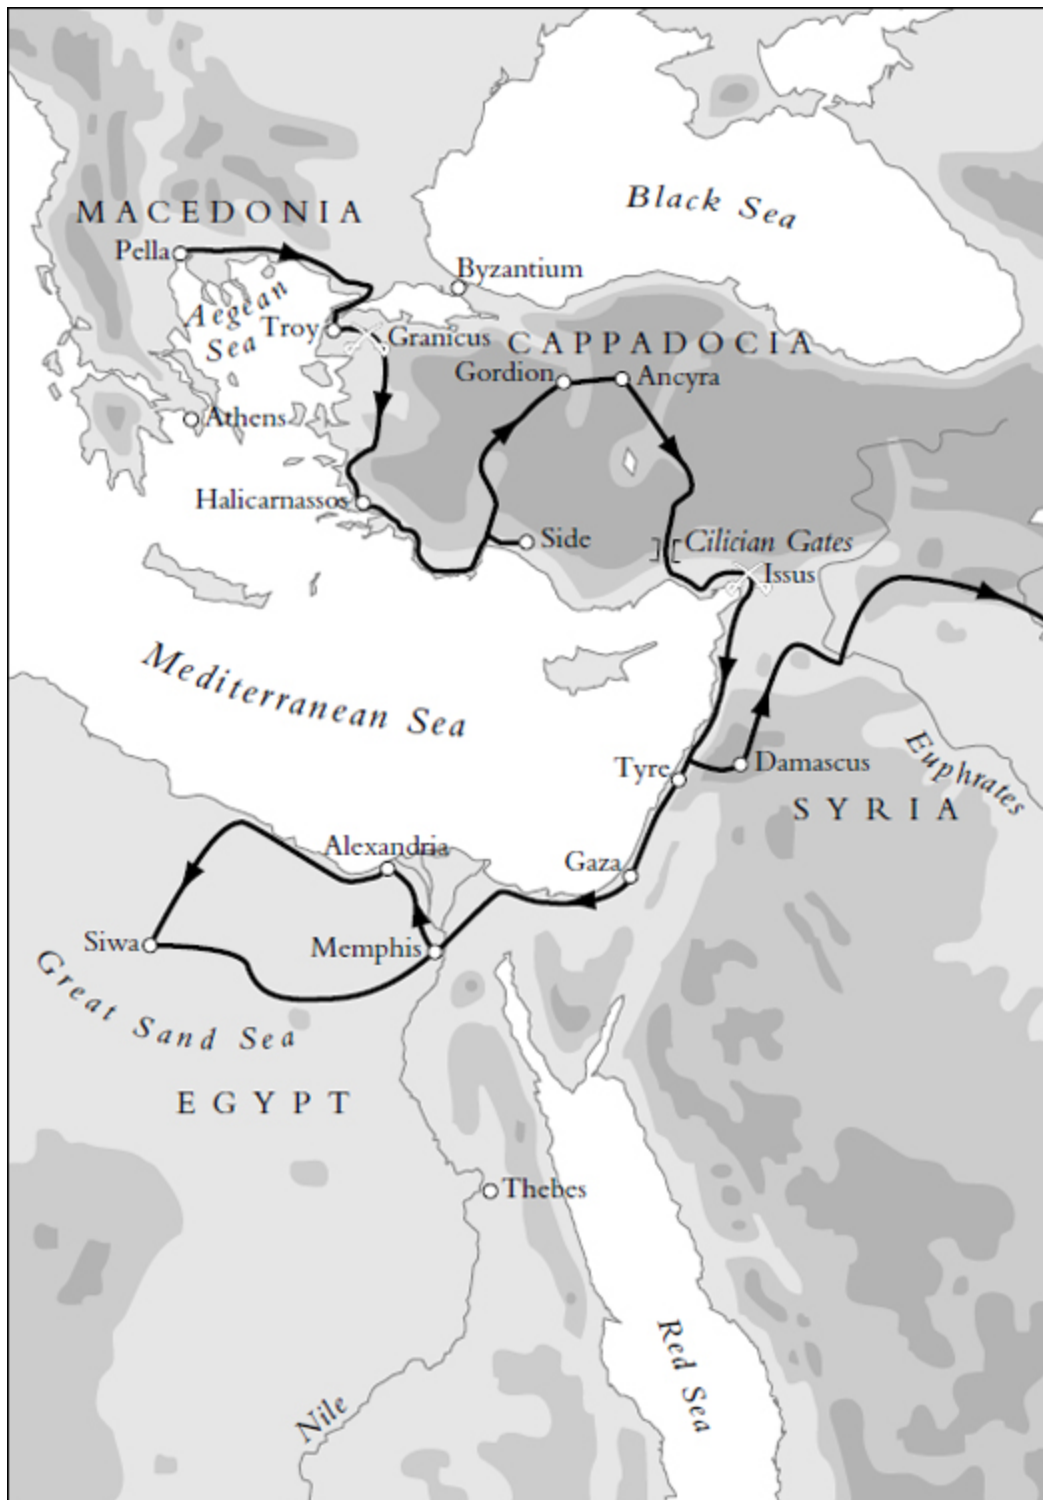 Black Sea
MACEDONIA
Pella
Byzantium
Aegean
Sea
Troy
Granicus
CAPPADOCIA
Gordion
Ancyra
Athens
Halicarnassos
Side
Cilician Gates
Issus
Mediterranean Sea
Euphrates
Tyre
Damascus
SYRIA
Alexandria
Gaza
Siwa
Memphis
Great Sand Sea
EGYPT
Thebes
Red Sea
Nile